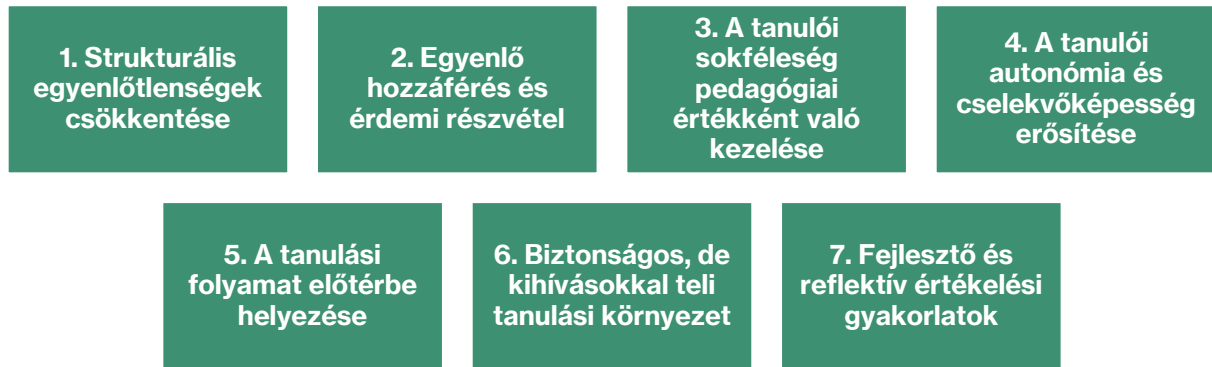 1. Strukturális
egyenlőtlenségek
csökkentése
2. Egyenlő
hozzáférés és
érdemi részvétel
3. A tanulói
sokféleség
pedagógiai
értékként való
kezelése
4. A tanulói
autonómia és
cselekvőképesség
erősítése
5. A tanulási
folyamat előtérbe
helyezése
6. Biztonságos, de
kihívásokkal teli
tanulási környezet
7. Fejlesztő és
reflektív értékelési
gyakorlatok